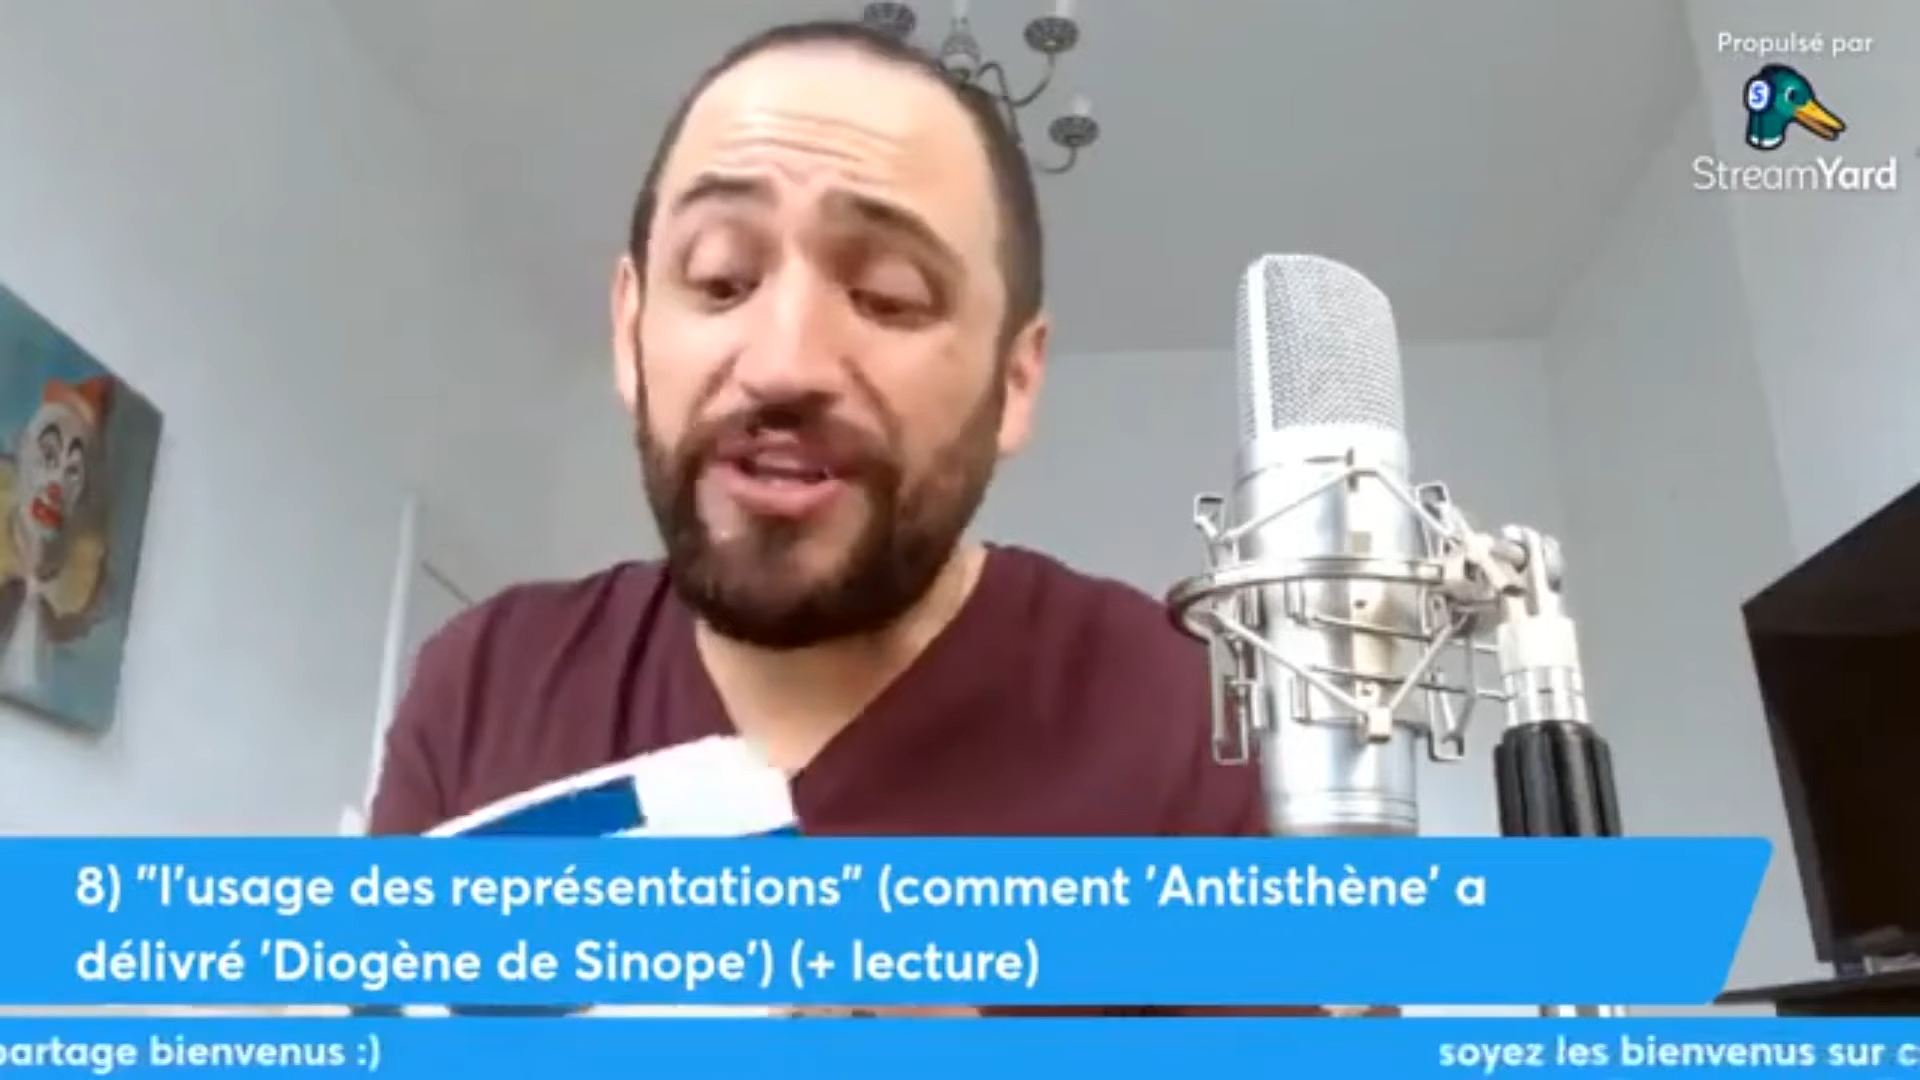 Propulsé par
S
StreamYard
8) "l'usage des représentations" (comment 'Antisthène' a
délivré 'Diogène de Sinope') (+ lecture)
partage bienvenus :)
soyez les bienvenus sur c